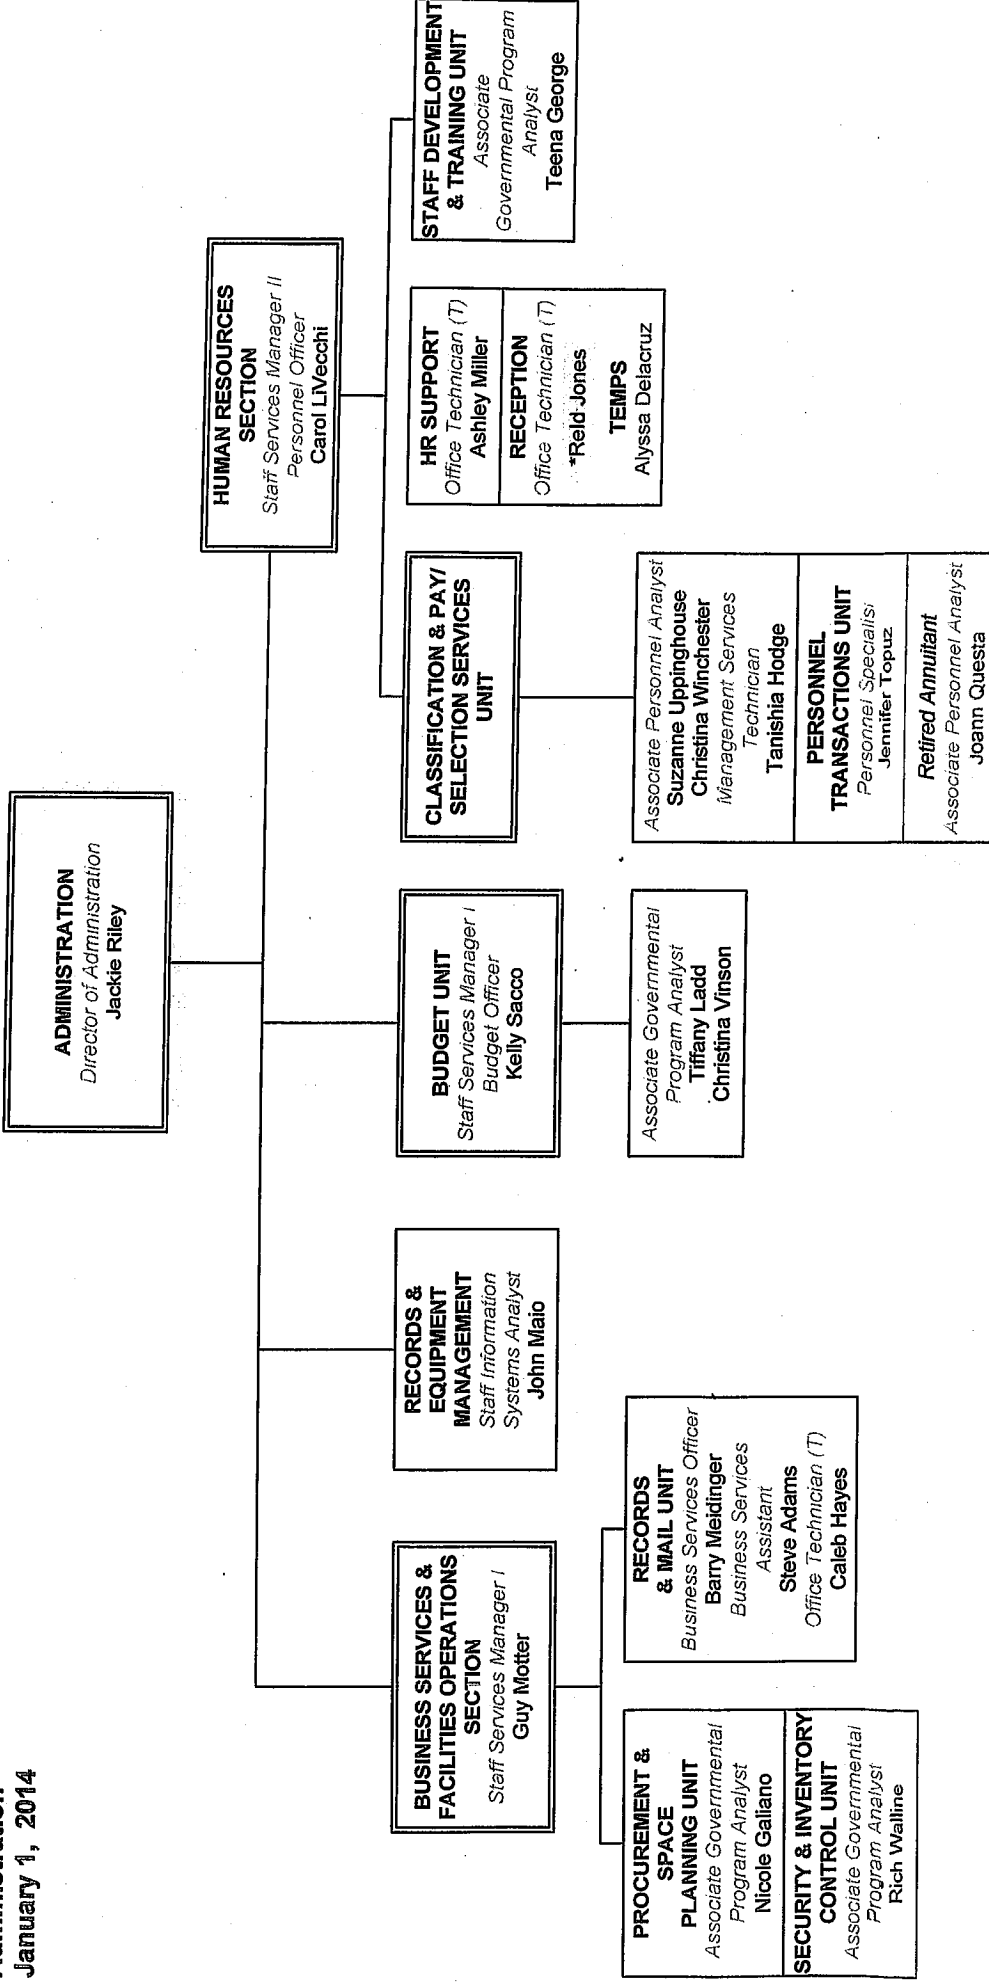 January 1, 2014
ADMINISTRATION
Director of Administration
Jackie Riley
HUMAN RESOURCES
SECTION
Staff Services Manager II
Personnel Officer
Carol LiVecchi
BUSINESS SERVICES &
FACILITIES OPERATIONS
SECTION
Staff Services Manager I
Guy Motter
RECORDS &
EQUIPMENT
MANAGEMENT
Staff Information
Systems Analyst
John Maio
BUDGET UNIT
Staff Services Manager I
Budget Officer
Kelly Sacco
CLASSIFICATION & PAY/
SELECTION SERVICES
UNIT
HR SUPPORT
Office Technician (T)
Ashley Miller
RECEPTION
Office Technician (T)
*Reid Jones
TEMPS
Alyssa Delacruz
STAFF DEVELOPMENT
& TRAINING UNIT
Associate
Governmental Program
Analyst
Teena George
PROCUREMENT &
SPACE
PLANNING UNIT
Associate Governmental
Program Analyst
Nicole Galiano
SECURITY & INVENTORY
CONTROL UNIT
Associate Governmental
Program Analyst
Rich Walline
RECORDS
& MAIL UNIT
Business Services Officer
Barry Meidinger
Business Services
Assistant
Steve Adams
Office Technician (T)
Caleb Hayes
Associate Governmental
Program Analyst
Tiffany Ladd
Christina Vinson
Associate Personnel Analyst
Suzanne Uppinghouse
Christina Winchester
Management Services
Technician
Tanishia Hodge
PERSONNEL
TRANSACTIONS UNIT
Personnel Specialist
Jennifer Topuz
Retired Annuitant
Associate Personnel Analyst
Joann Questa